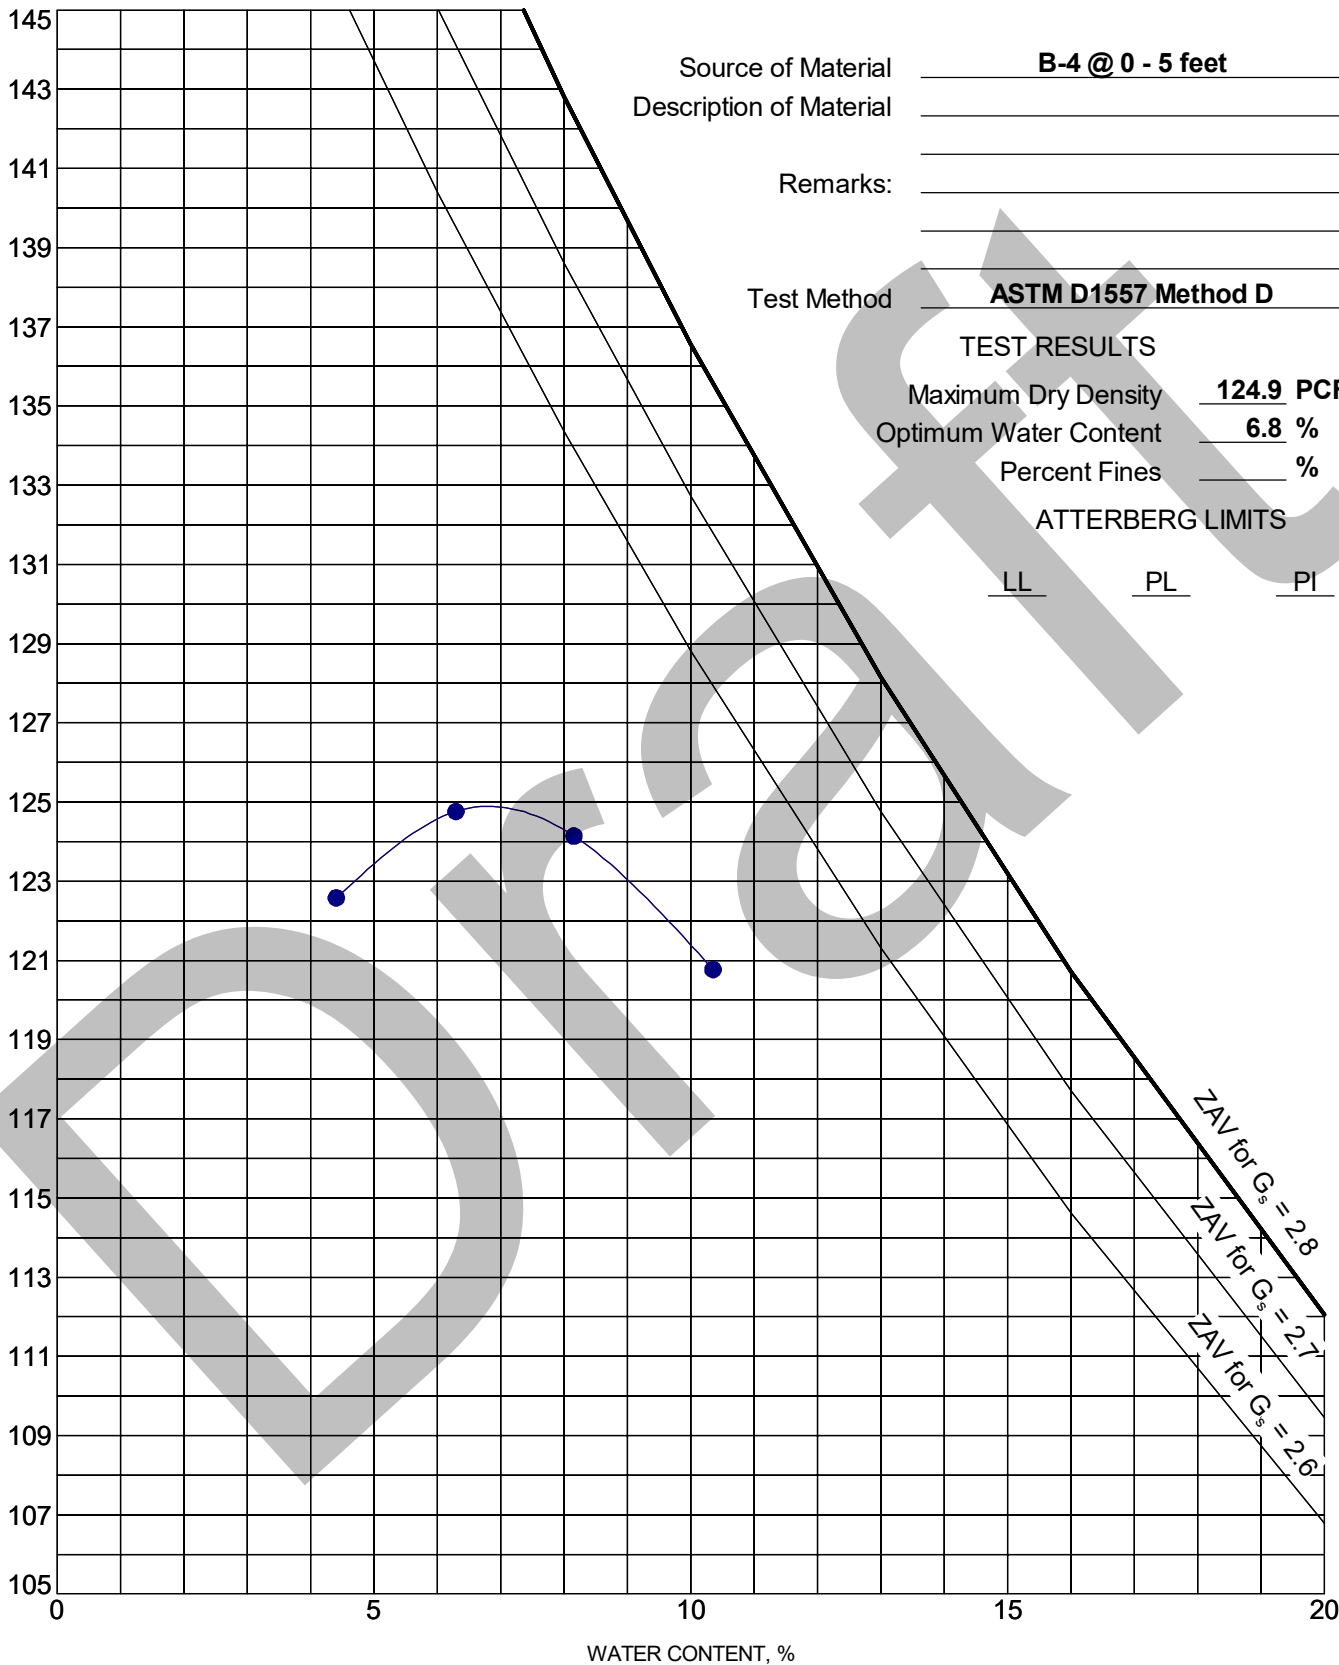 Source of Material B-4 @ 0 - 5 feet
Description of Material
Remarks:
Test Method ASTM D1557 Method D
TEST RESULTS
Maximum Dry Density 124.9 PCF
Optimum Water Content 6.8 %
Percent Fines %
ATTERBERG LIMITS
LL PL PI
145
143
141
139
137
135
133
131
129
127
125
123
121
119
117
115
113
111
109
107
105
0 5 10 15 20
WATER CONTENT, %
ZAV for Gs = 2.8
ZAV for Gs = 2.7
ZAV for Gs = 2.6
Draft